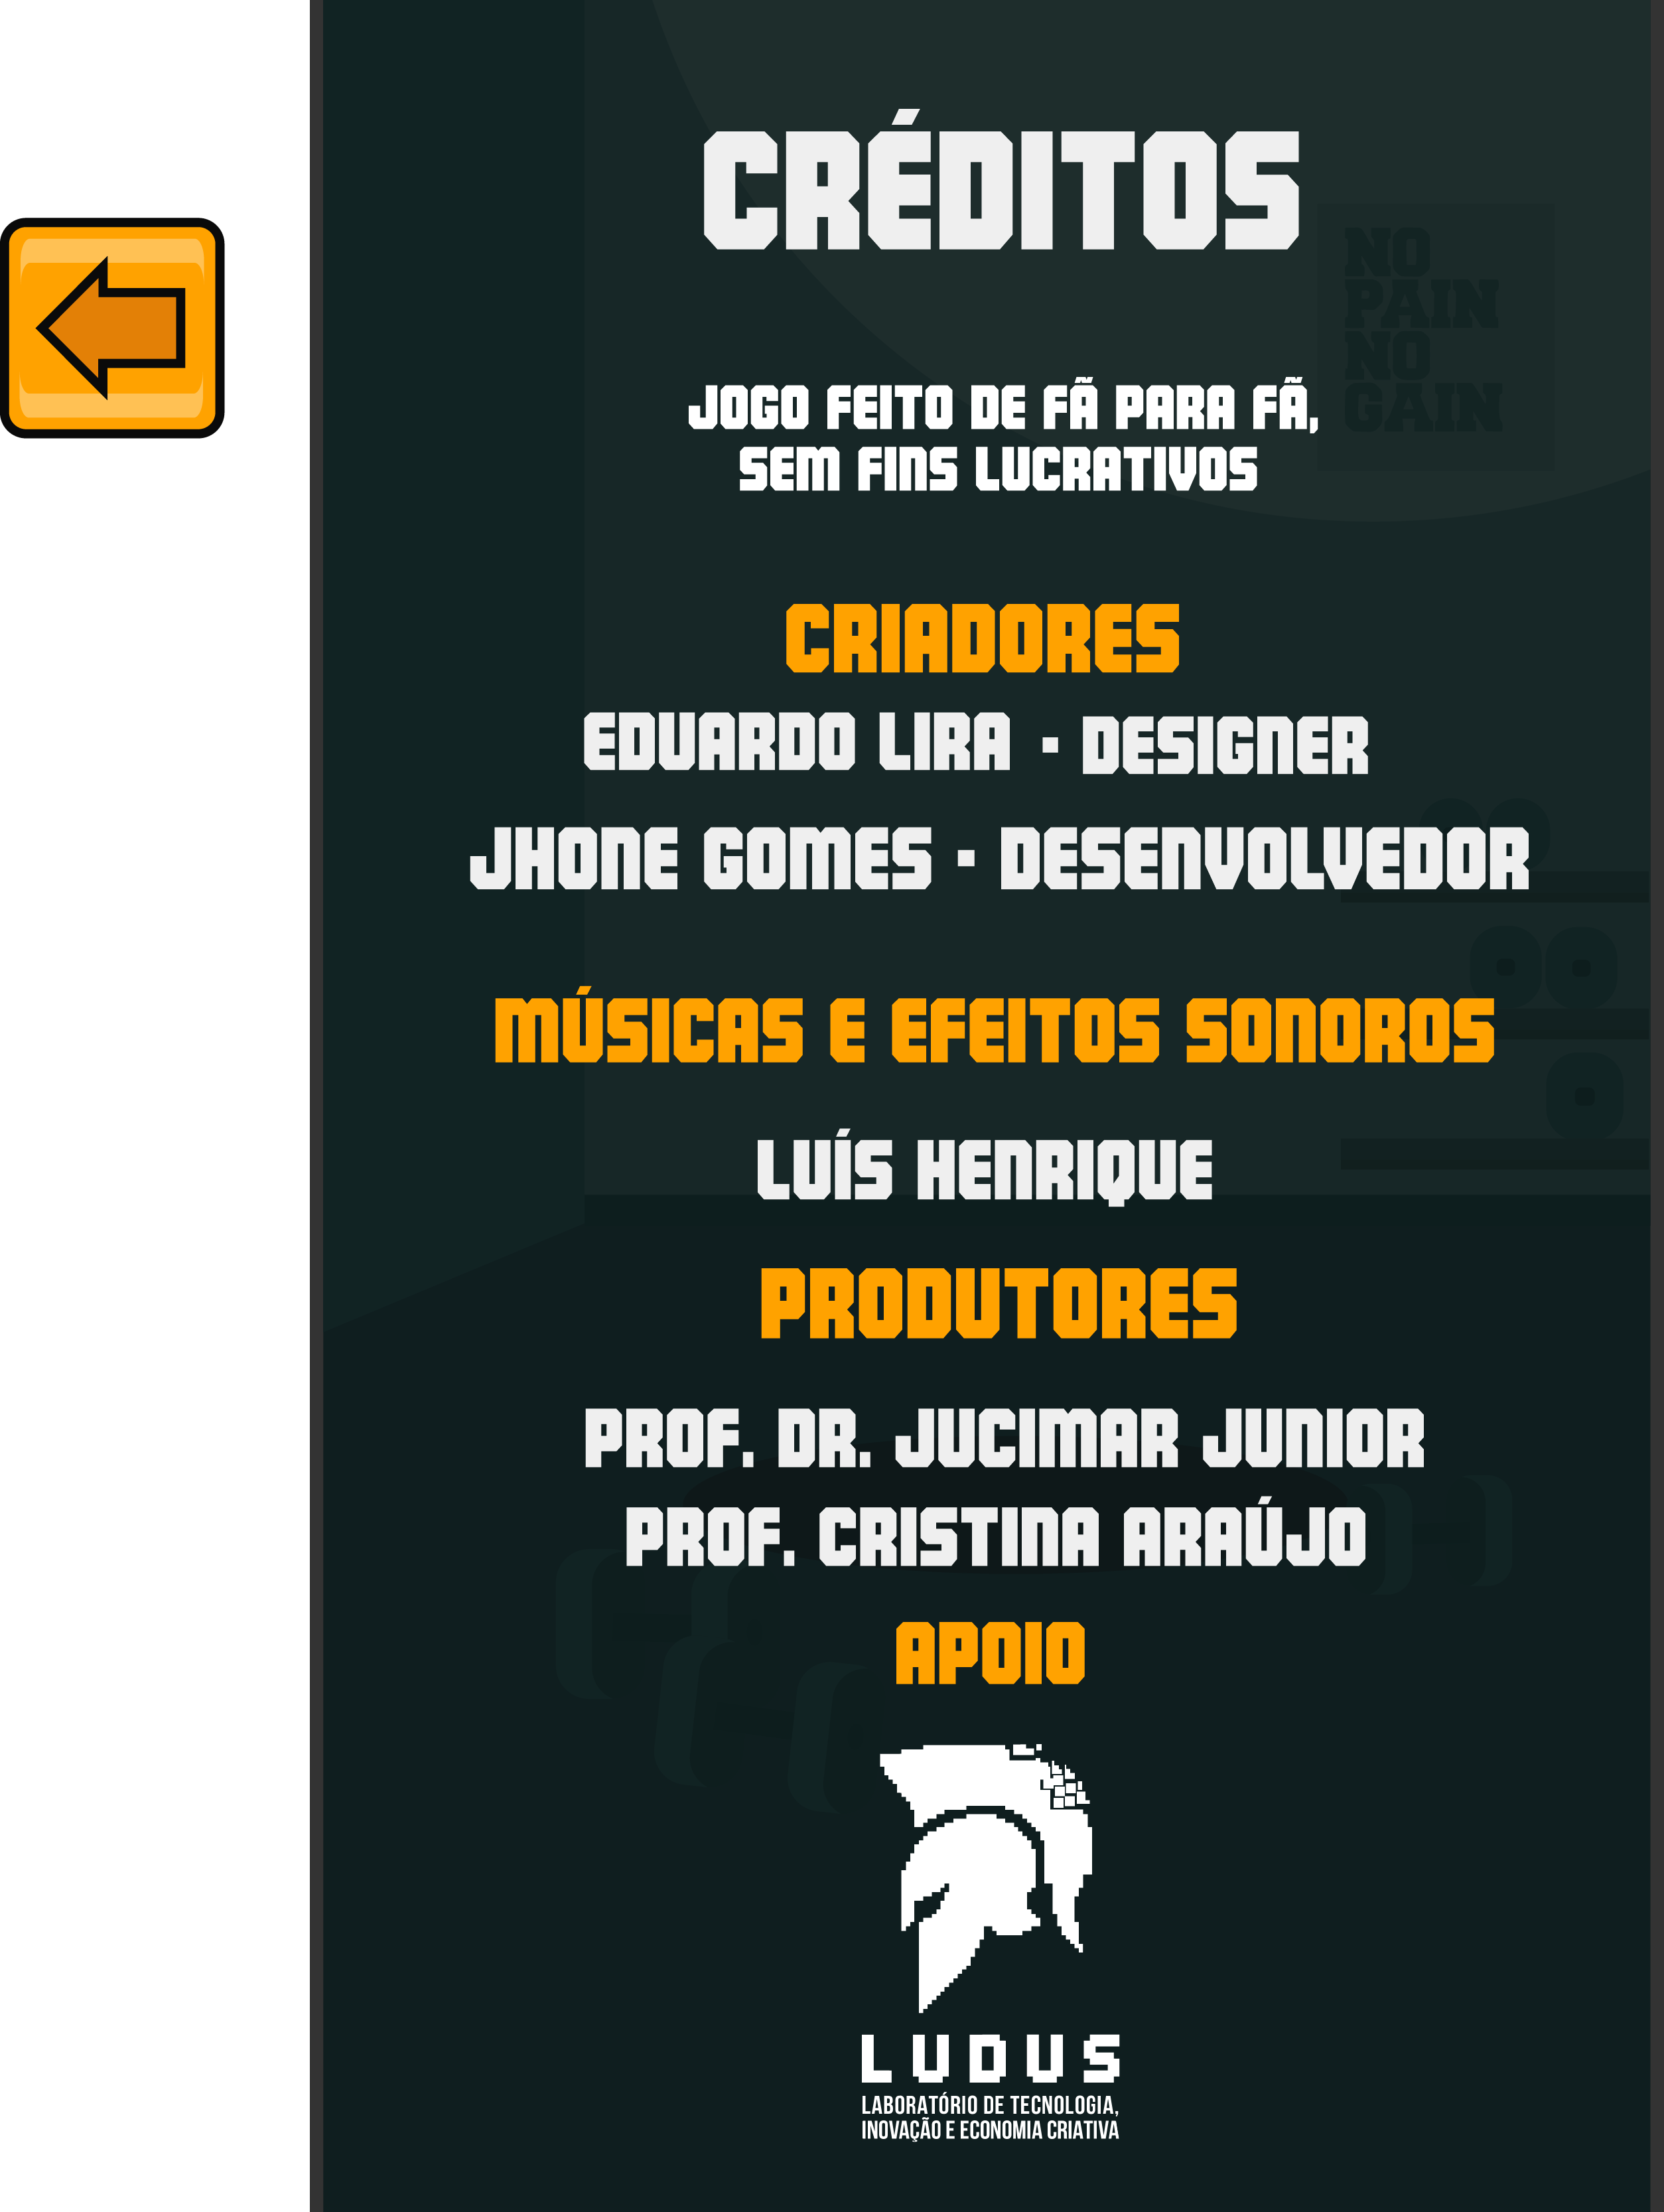 CRÉDITOS
NO
PAIN
NO
GAIN
JOGO FEITO DE FÃ PARA FÃ,
SEM FINS LUCRATIVOS
CRIADORES
EDUARDO LIRA · DESIGNER
JHONE GOMES · DESENVOLVEDOR
MÚSICAS E EFEITOS SONOROS
LUÍS HENRIQUE
PRODUTORES
PROF. DR. JUCIMAR JUNIOR
PROF. CRISTINA ARAÚJO
APOIO
LUDUS
LABORATÓRIO DE TECNOLOGIA,
INOVAÇÃO E ECONOMIA CRIATIVA